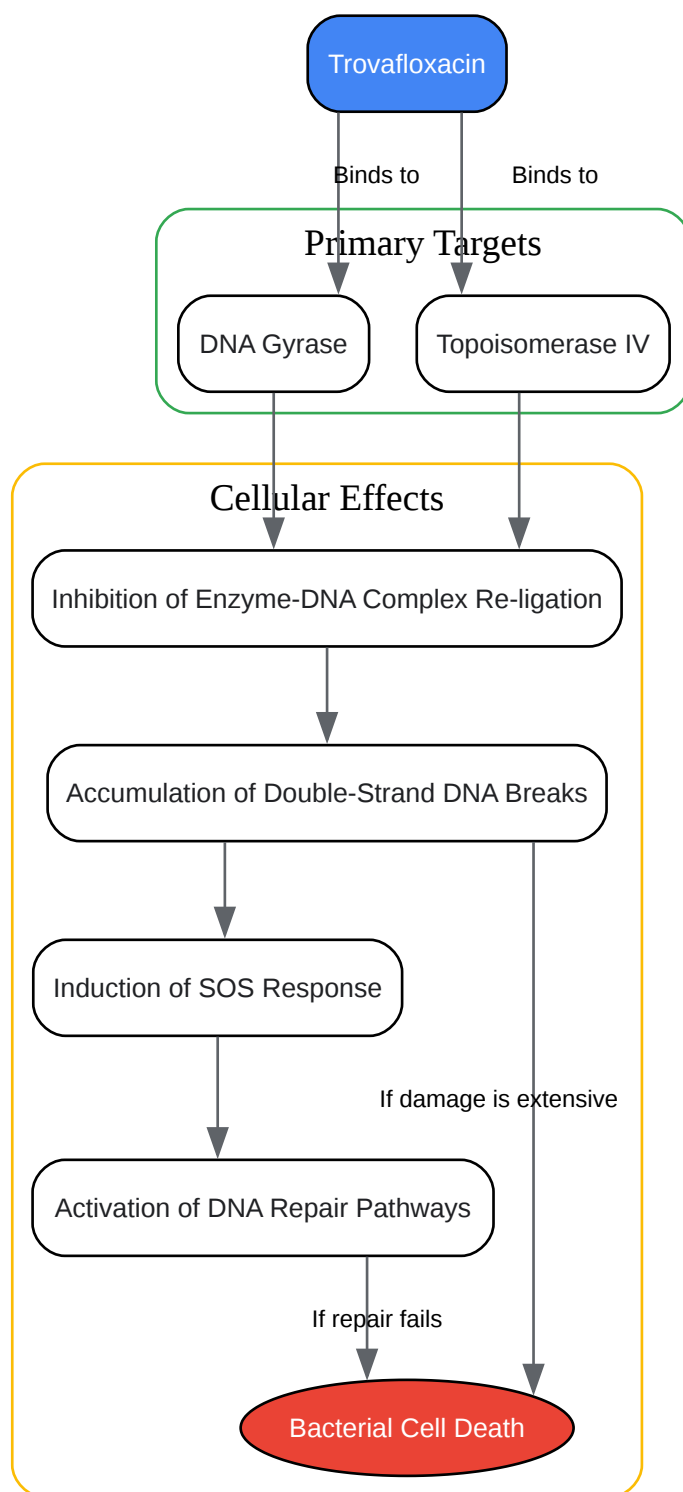 Trovafloxacin
Binds to
Binds to
Primary Targets
DNA Gyrase
Topoisomerase IV
Cellular Effects
Inhibition of Enzyme-DNA Complex Re-ligation
Accumulation of Double-Strand DNA Breaks
Induction of SOS Response
If damage is extensive
Activation of DNA Repair Pathways
If repair fails
Bacterial Cell Death